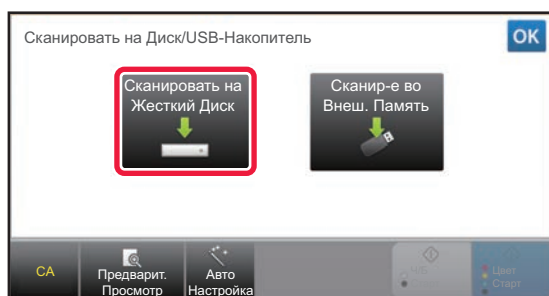 Сканировать на Диск/USB-Накопитель
OK
Сканировать на
Жесткий Диск
Сканир-е во
Внеш. Память
CA
Предварит.
Просмотр
Авто
Настройка
Ч/Б
Старт
Цвет
Старт